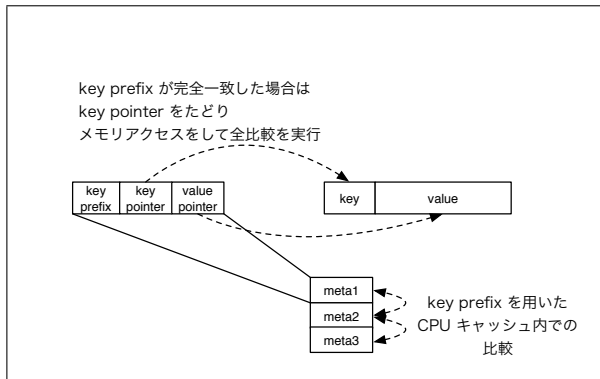 key prefix が完全一致した場合は
key pointer をたどり
メモリアクセスをして全比較を実行
key
prefix
key
pointer
value
pointer
key
value
meta1
meta2
meta3
key prefix を用いた
CPU キャッシュ内での
比較